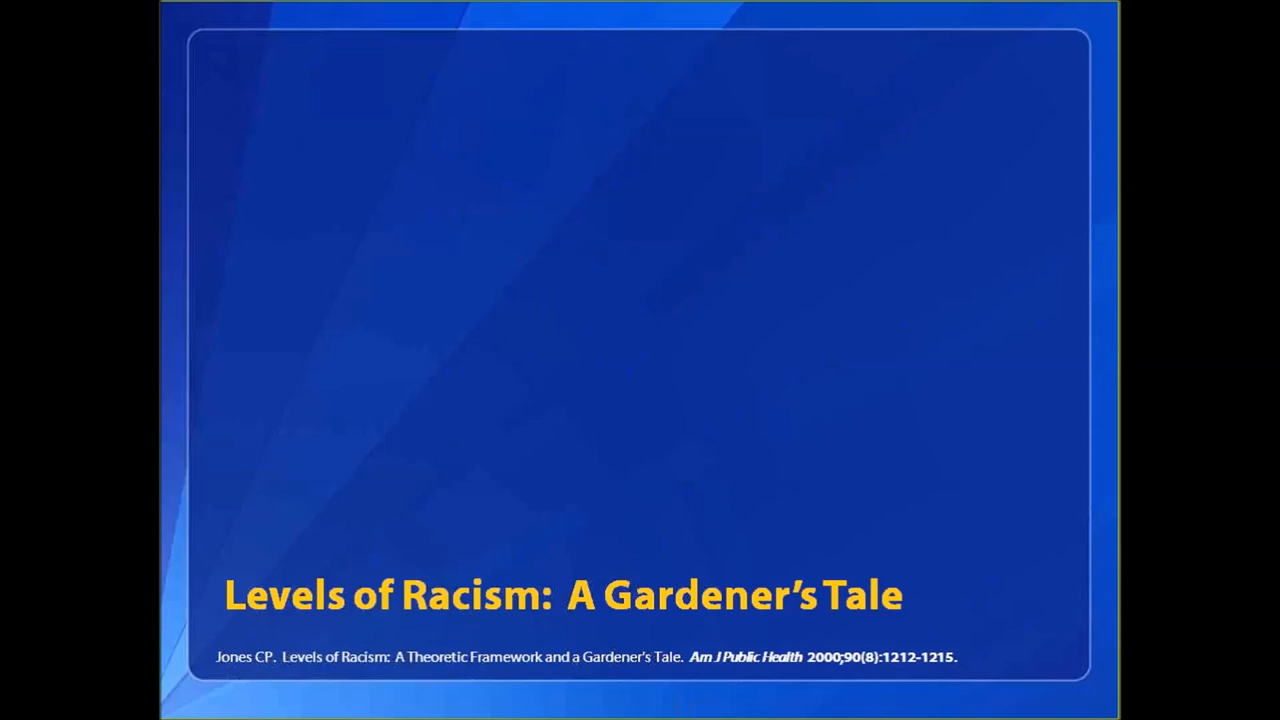 Levels of Racism: A Gardener's Tale
Jones CP. Levels of Racism: A Theoretic Framework and a Gardener's Tale. Am J Public Health 2000;90(8):1212-1215.